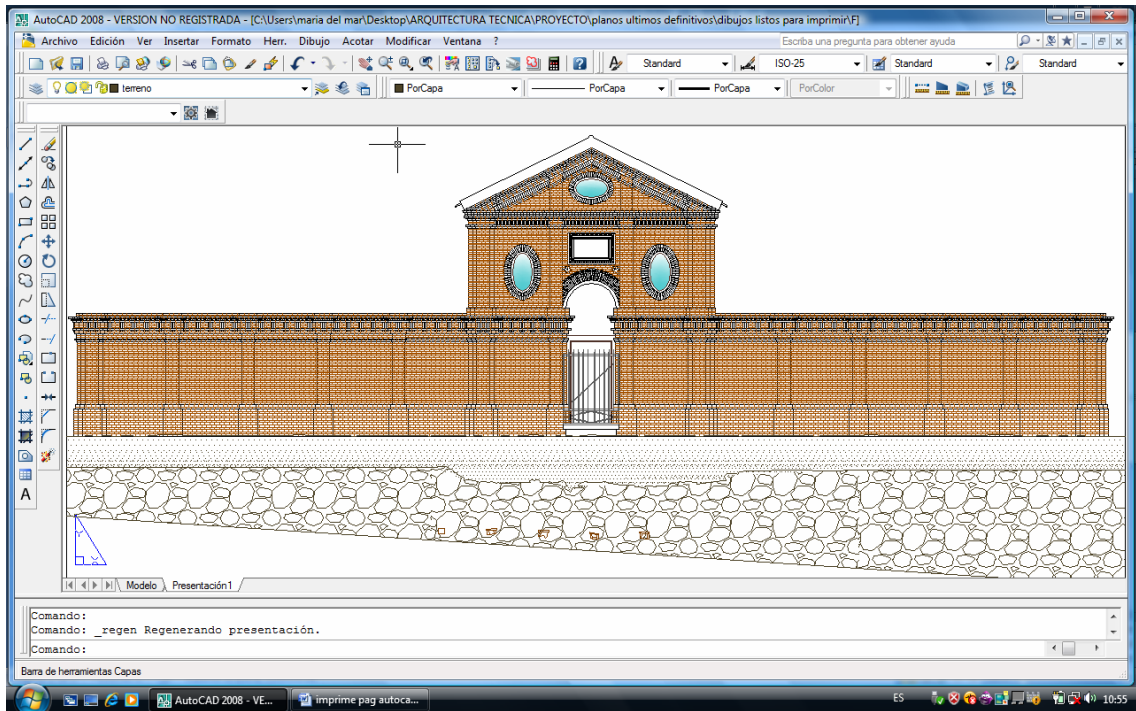 AutoCAD 2008 - VERSION NO REGISTRADA - [C:\Users\maria del mar\Desktop\ARQUITECTURA TECNICA\PROYECTO\planos ultimos definitivos\dibujos listos para imprimir\F]
Archivo Edición Ver Insertar Formato Herr. Dibujo Acotar Modificar Ventana ? Escriba una pregunta para obtener ayuda
Standard ISO-25 Standard Standard
terreno PorCapa PorCapa PorCapa PorColor
A
Y
X
Modelo Presentación1
Comando:
Comando: _regen Regenerando presentación.
Comando:
Barra de herramientas Capas
AutoCAD 2008 - VE... imprime pag autoca... ES 10:55